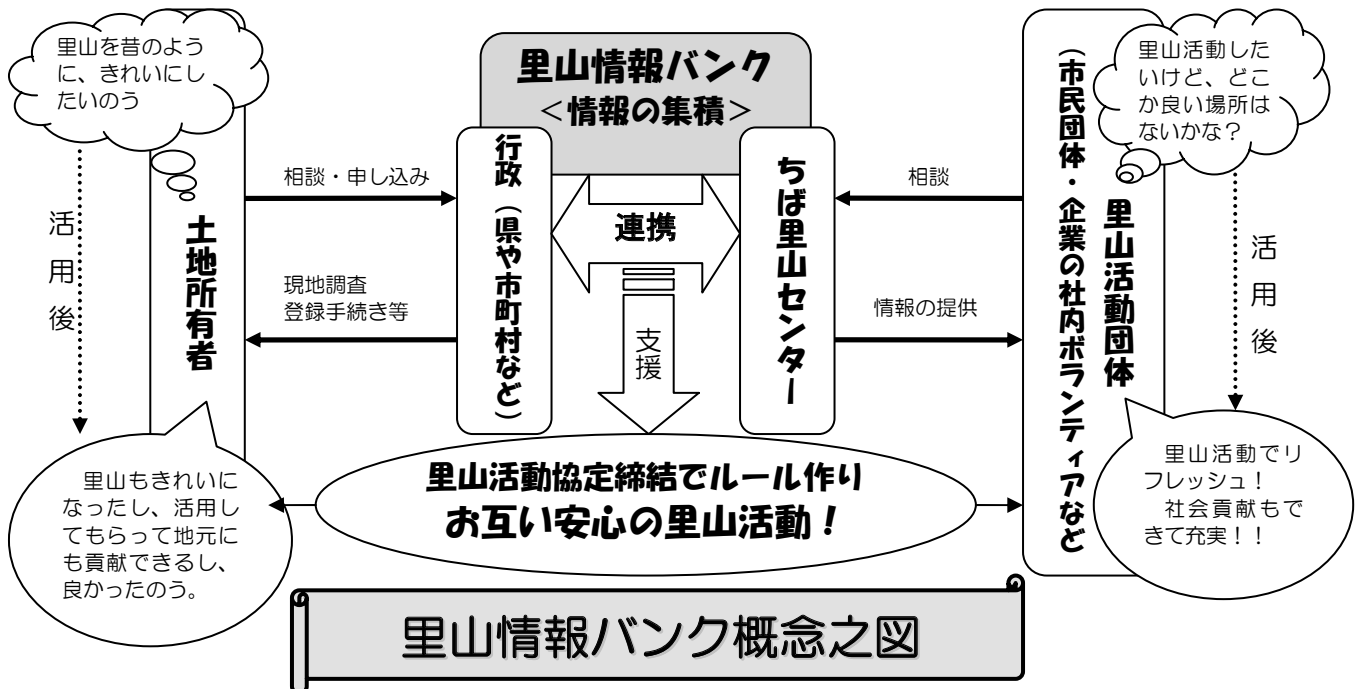 里山を昔のよう
に、きれいにし
たいのう
活用後
土地所有者
相談・申し込み
現地調査
登録手続き等
里山情報バンク
<情報の集積>
行政（県や市町村など）
連携
支援
ちば里山センター
相談
情報の提供
里山活動団体
（市民団体・企業の社内ボランティアなど
里山活動した
いけど、どこ
か良い場所は
ないかな？
活用後
里山もきれいに
なったし、活用し
てもらって地元に
も貢献できるし、
良かったのう。
里山活動協定締結でルール作り
お互い安心の里山活動！
里山活動でリ
フレッシュ！
社会貢献もで
きて充実！！
里山情報バンク概念之図